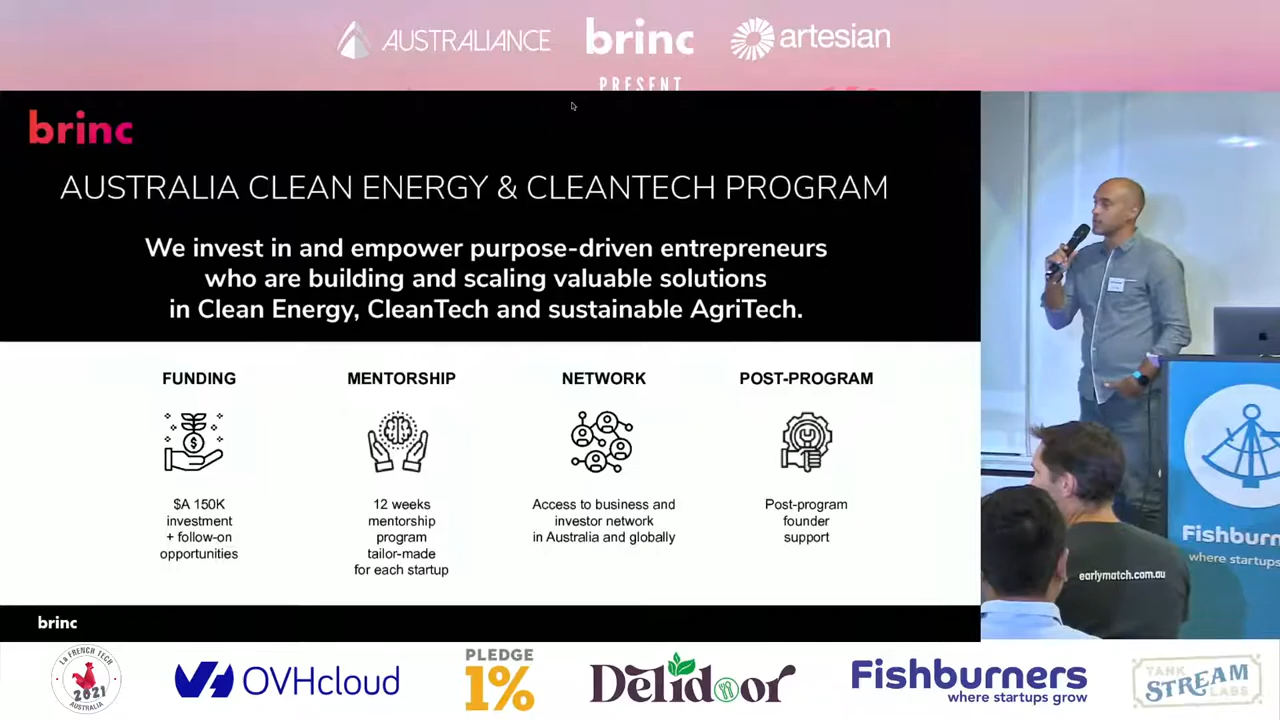 AUSTRALIANCE
brinc
artesian
PRESENT
brinc
AUSTRALIA CLEAN ENERGY & CLEANTECH PROGRAM
We invest in and empower purpose-driven entrepreneurs
who are building and scaling valuable solutions
in Clean Energy, CleanTech and sustainable AgriTech.
FUNDING
$A 150K
investment
+ follow-on
opportunities
MENTORSHIP
12 weeks
mentorship
program
tailor-made
for each startup
NETWORK
Access to business and
investor network
in Australia and globally
POST-PROGRAM
Post-program
founder
support
Fishburn
where startups
earlymatch.com.au
brinc
La FRENCH TECH
2021
AUSTRALIA
OVHcloud
PLEDGE
1%
Delidoor
Fishburners
where startups grow
TANK
STREAM
LABS